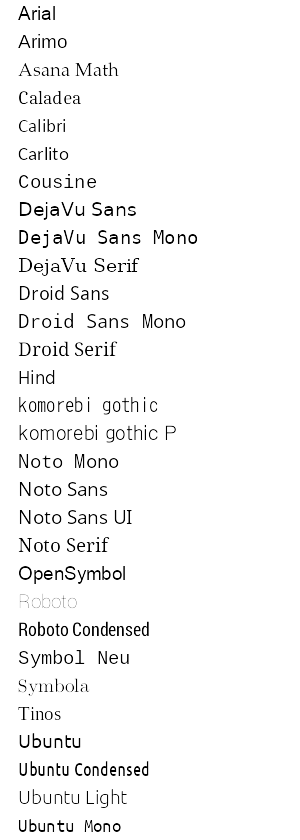 Arial
Arimo
Asana Math
Caladea
Calibri
Carlito
Cousine
DejaVu Sans
DejaVu Sans Mono
DejaVu Serif
Droid Sans
Droid Sans Mono
Droid Serif
Hind
komorebi gothic
komorebi gothic P
Noto Mono
Noto Sans
Noto Sans UI
Noto Serif
OpenSymbol
Roboto
Roboto Condensed
Symbol Neu
Symbola
Tinos
Ubuntu
Ubuntu Condensed
Ubuntu Light
Ubuntu Mono